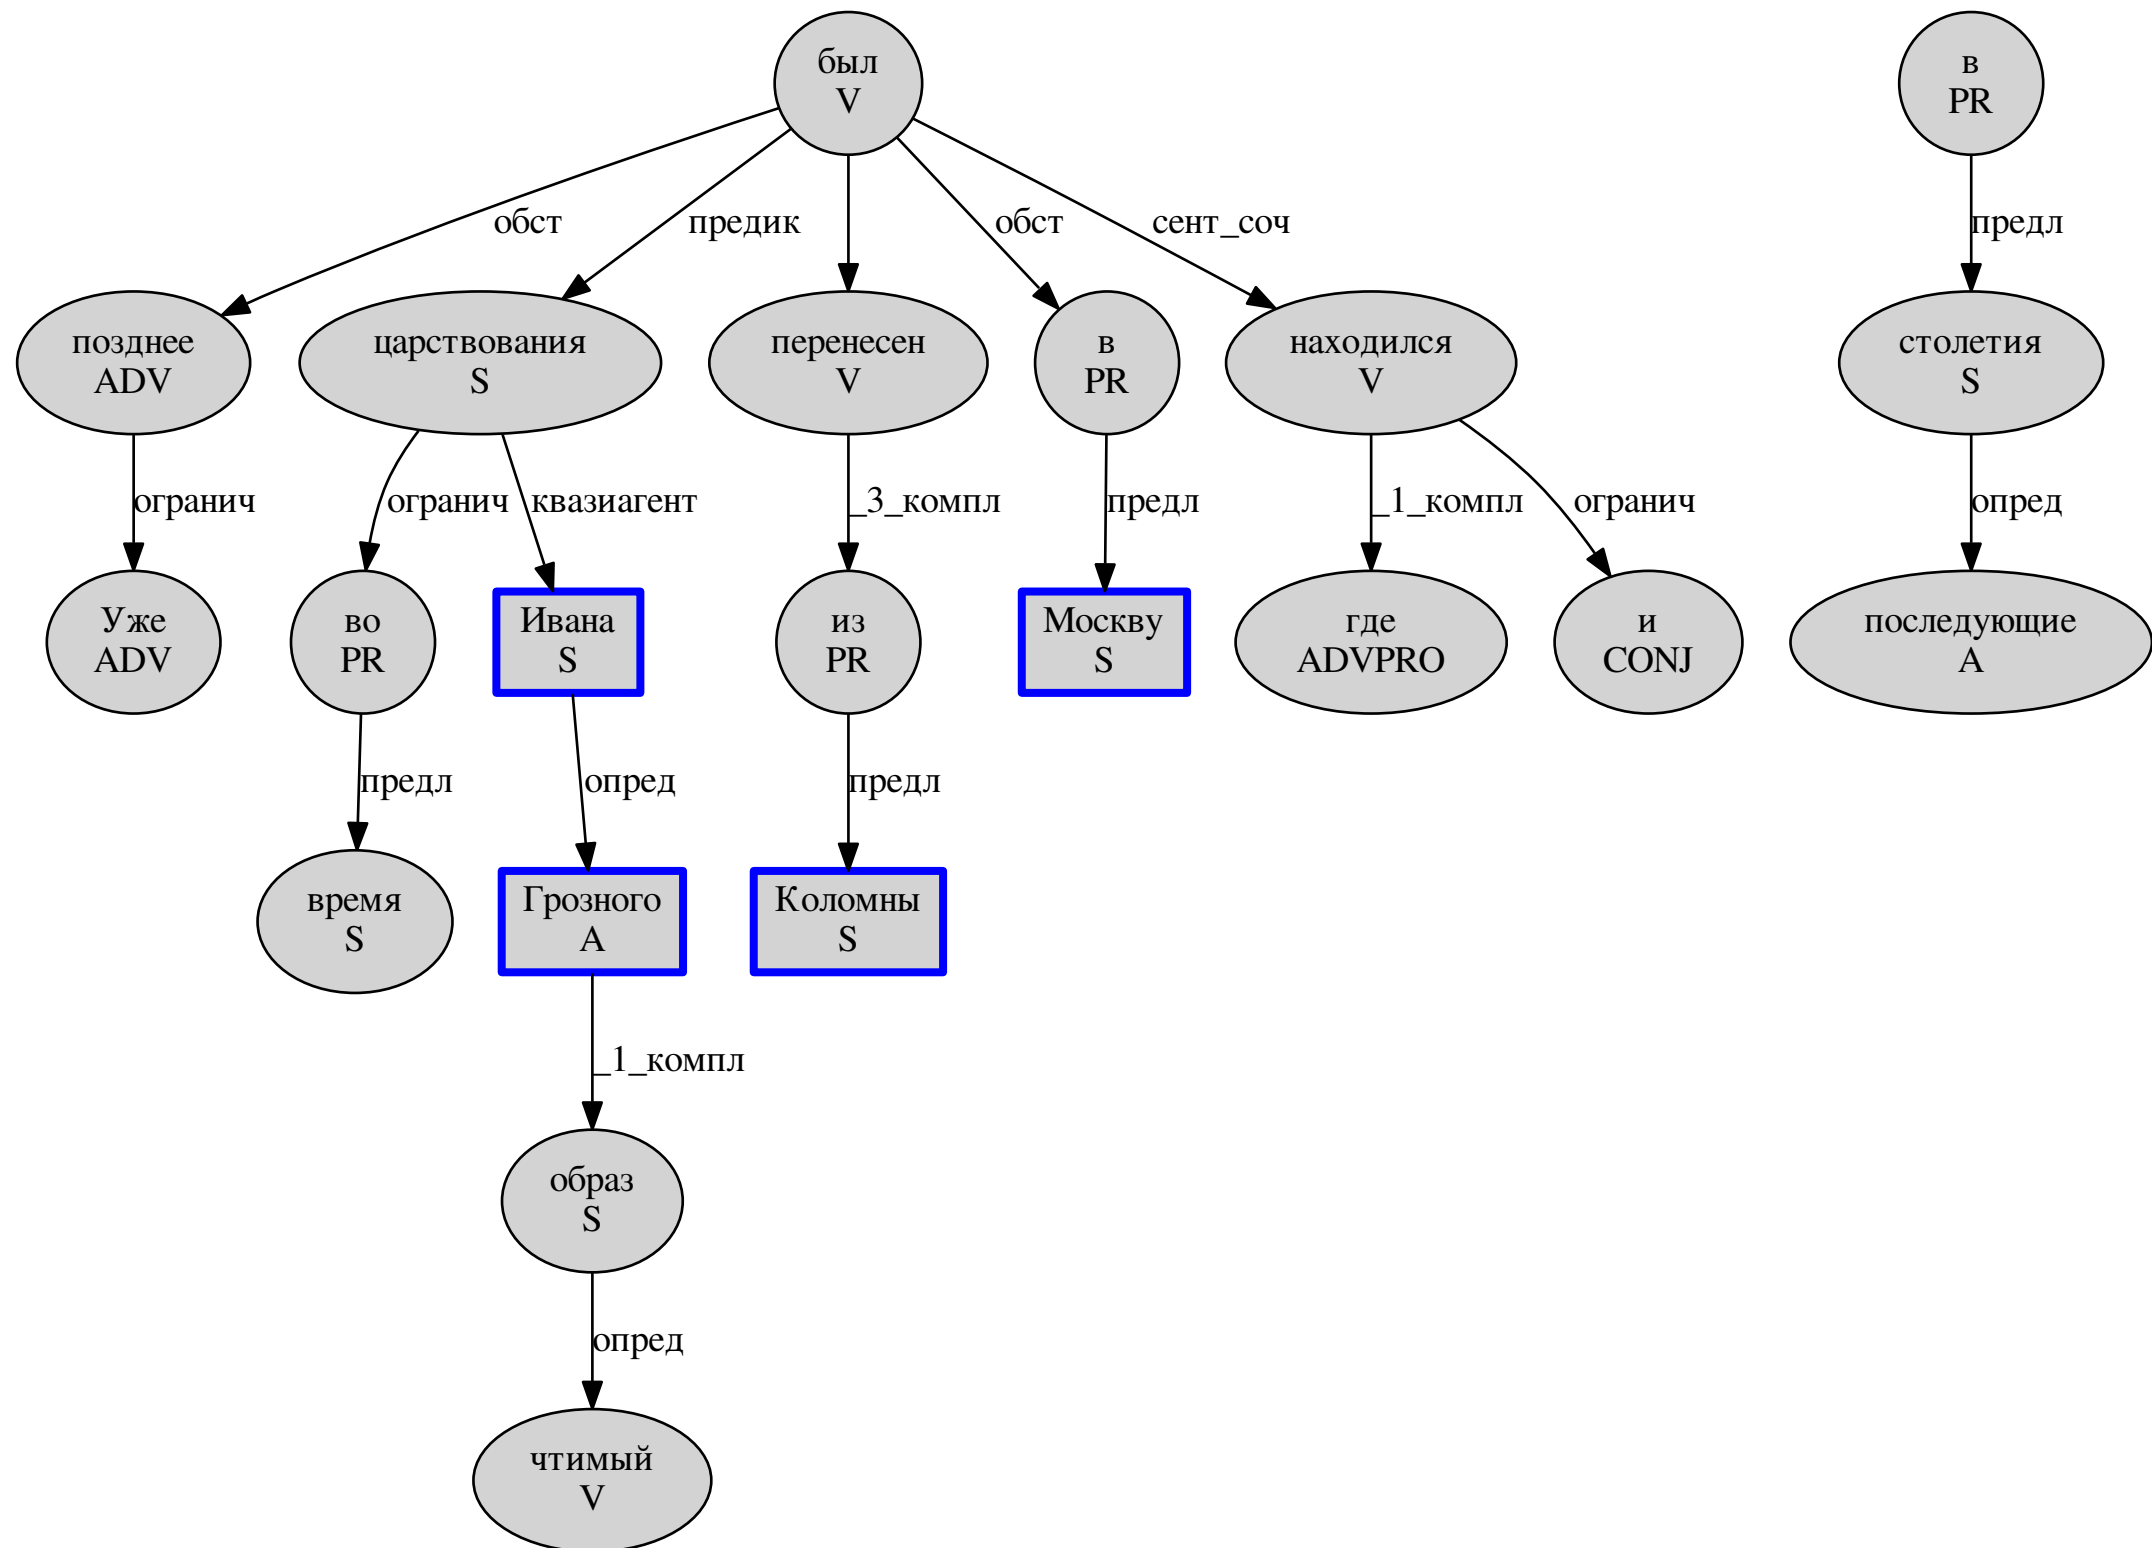 был
V
в
PR
обст
предик
обст
сент_соч
предл
позднее
ADV
царствования
S
перенесен
V
в
PR
находился
V
столетия
S
огранич
огранич
квазиагент
_3_компл
предл
_1_компл
огранич
опред
Уже
ADV
во
PR
Ивана
S
из
PR
Москву
S
где
ADVPRO
и
CONJ
последующие
A
предл
опред
предл
время
S
Грозного
A
Коломны
S
_1_компл
образ
S
опред
чтимый
V